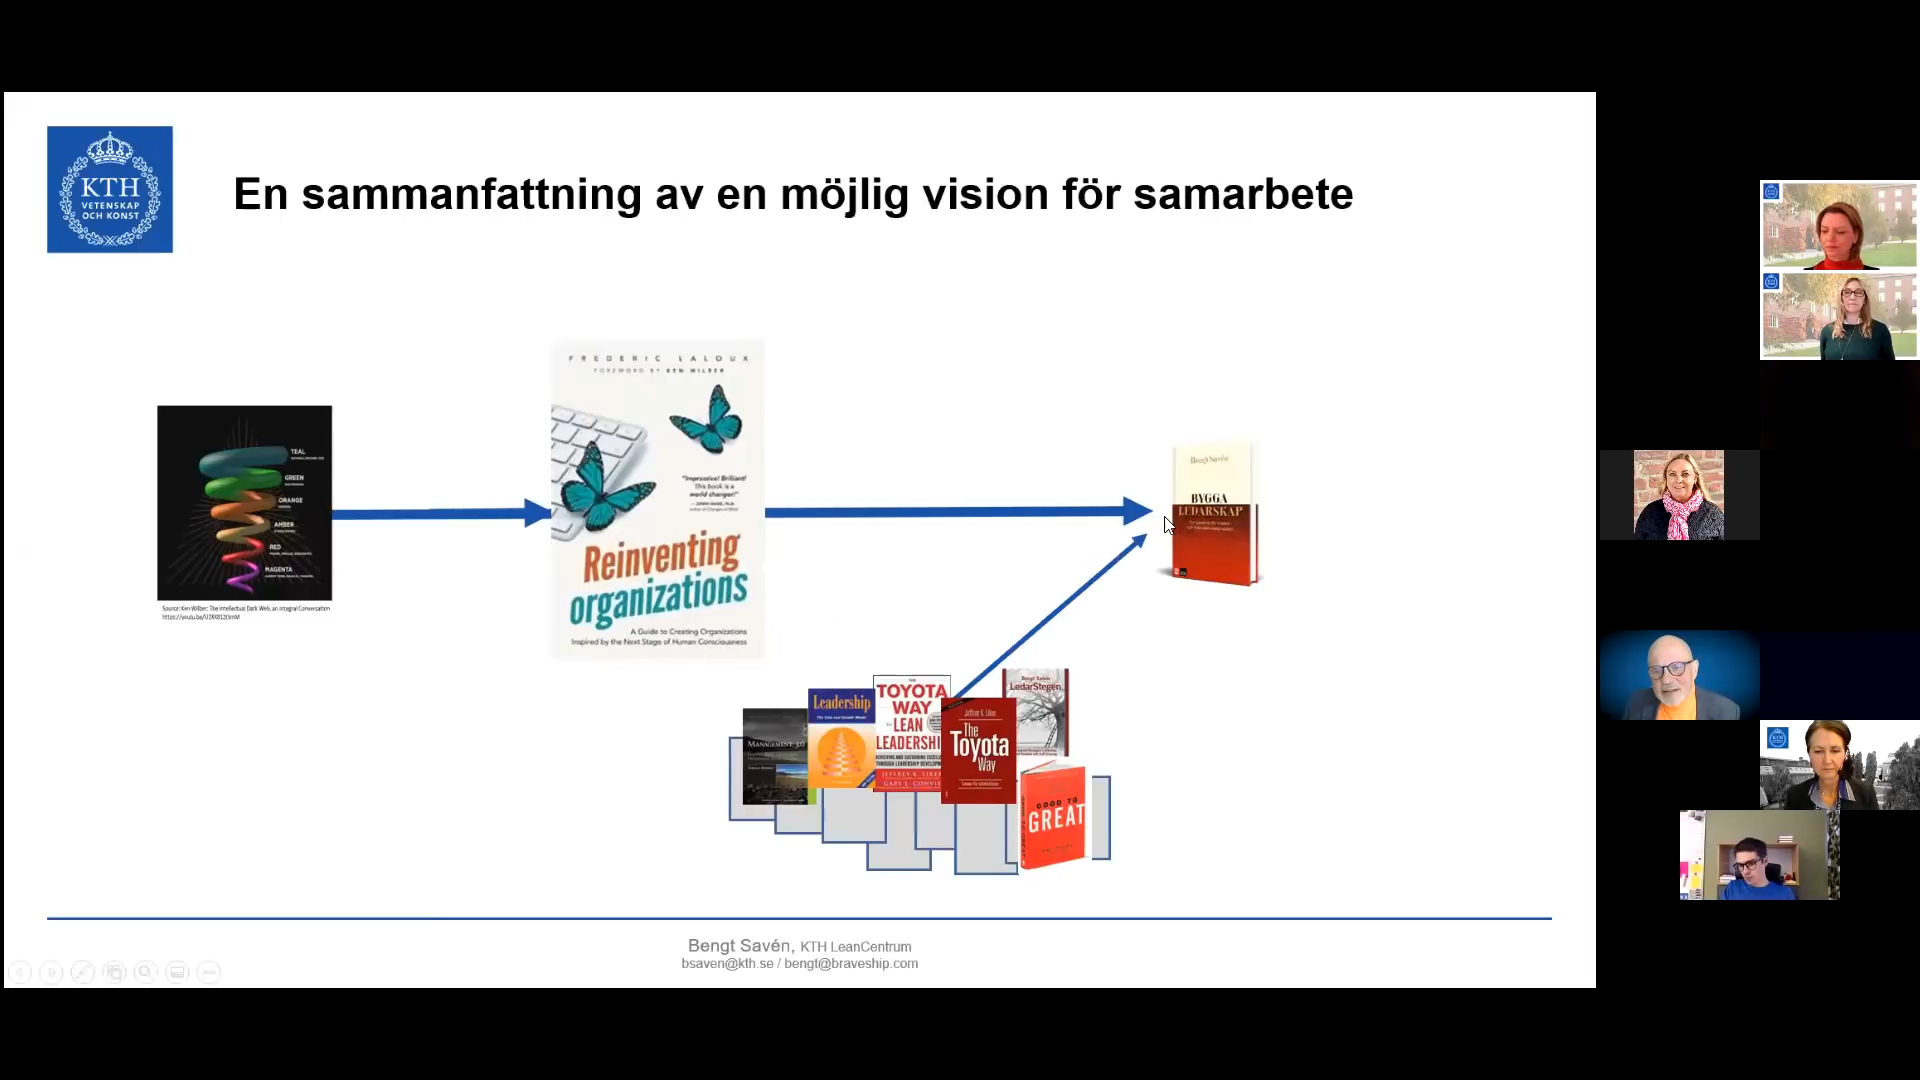 KTH
VETENSKAP
OCH KONST
En sammanfattning av en möjlig vision för samarbete
TEAL
GREEN
ORANGE
AMBER
RED
MAGENTA
Source: Ken Wilber: The Intellectual Dark Web, an Integral Conversation
FREDERIC LALOUX
FOREWORD BY KEN WILBER
"Impressive! Brilliant!
This book is a
world changer!"
Reinventing
organizations
A Guide to Creating Organizations
Inspired by the Next Stage of Human Consciousness
Bengt Savén
BYGGA
LEDARSKAP
MANAGEMENT 3.0
Leadership
THE
TOYOTA
WAY
to LEAN
LEADERSHI
ACHIEVING AND SUSTAINING EXCELL
THROUGH LEADERSHIP DEVELOPM
JEFFREY K. LIKER
GARY L. CONVIS
Jeffrey K. Liker
The
Toyota
Way
Bengt Savén
LedarStegen
GOOD TO
GREAT
Bengt Savén, KTH LeanCentrum
bsaven@kth.se / bengt@braveship.com